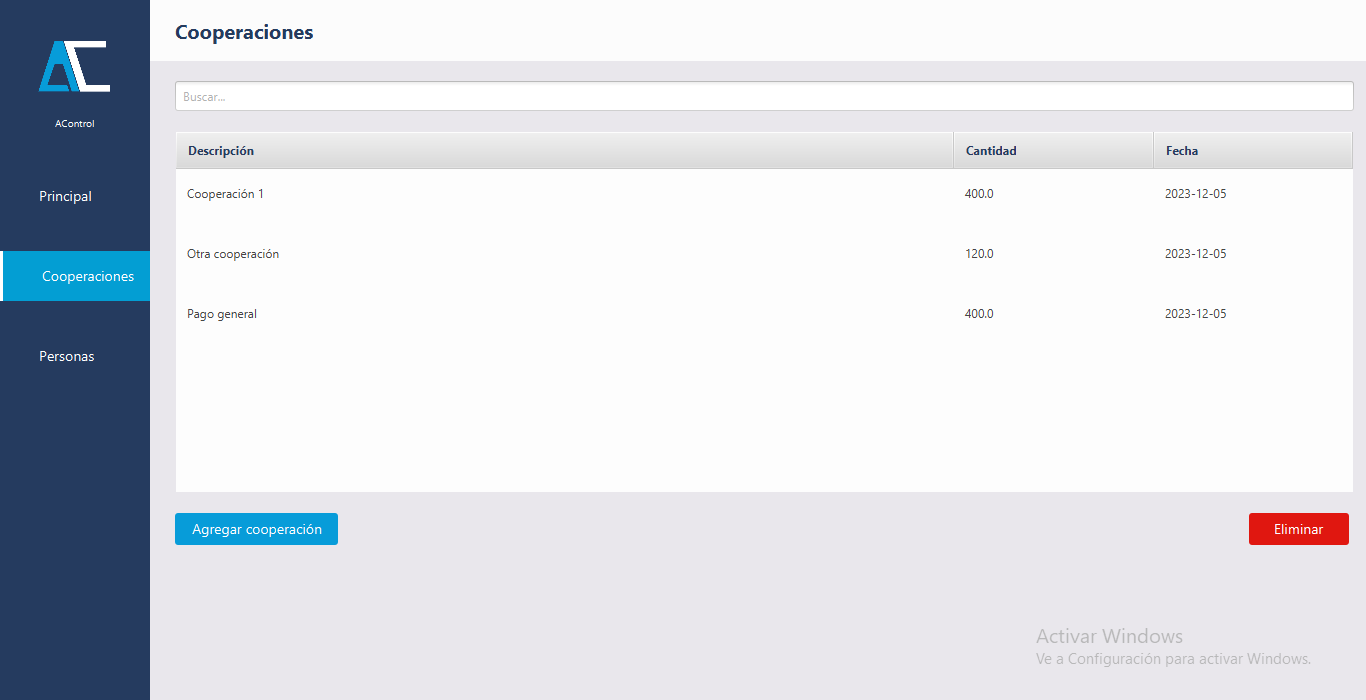 Cooperaciones
AControl
Principal
Cooperaciones
Personas
Buscar...
Descripción Cantidad Fecha
Cooperación 1 400.0 2023-12-05
Otra cooperación 120.0 2023-12-05
Pago general 400.0 2023-12-05
Agregar cooperación Eliminar
Activar Windows
Ve a Configuración para activar Windows.